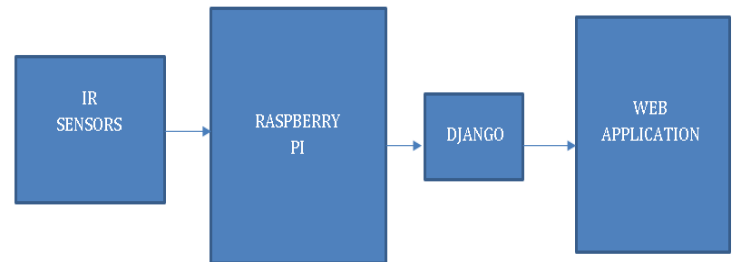 IR
SENSORS
RASPBERRY
PI
DJANGO
WEB
APPLICATION